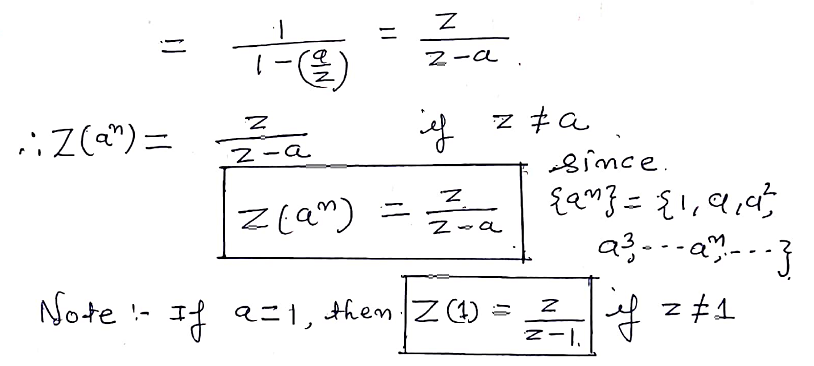 = 1/(1-(a/z)) = z/(z-a).
∴ Z(aⁿ) = z/(z-a) if z ≠ a
since.
Z(aⁿ) = z/(z-a) {aⁿ} = {1, a, a²,
a³, --- aⁿ, ---}
Note :- If a=1, then Z(1) = z/(z-1) if z≠1